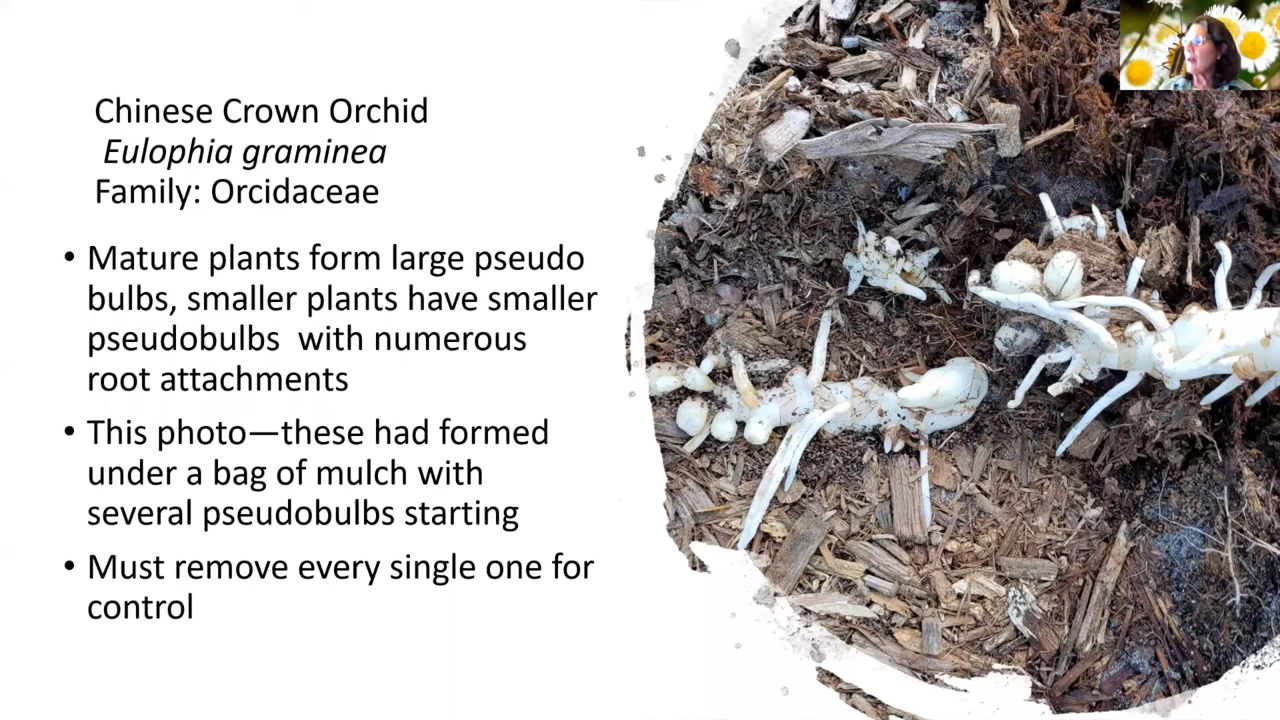 Chinese Crown Orchid
Eulophia graminea
Family: Orcidaceae
• Mature plants form large pseudo
bulbs, smaller plants have smaller
pseudobulbs with numerous
root attachments
• This photo—these had formed
under a bag of mulch with
several pseudobulbs starting
• Must remove every single one for
control